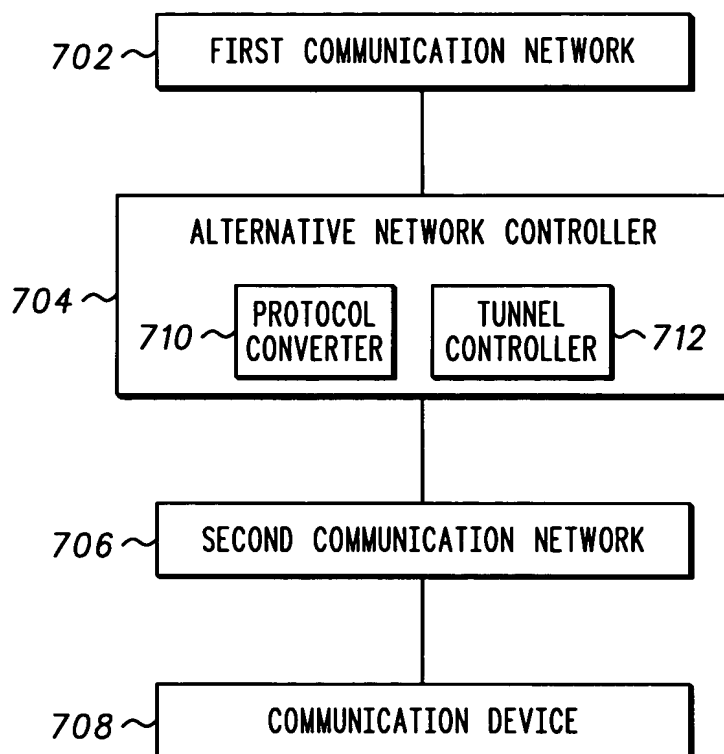 702
FIRST COMMUNICATION NETWORK
ALTERNATIVE NETWORK CONTROLLER
704
710
PROTOCOL
CONVERTER
TUNNEL
CONTROLLER
712
706
SECOND COMMUNICATION NETWORK
708
COMMUNICATION DEVICE